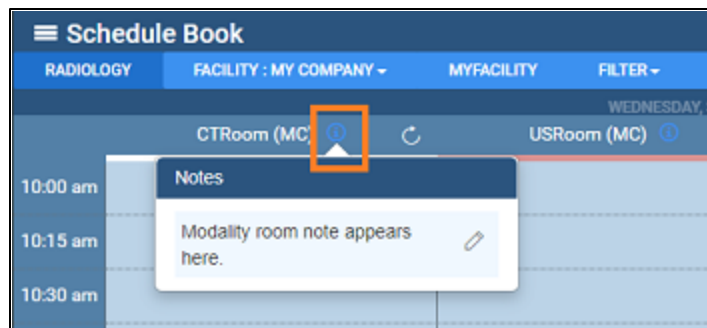 Schedule Book
RADIOLOGY FACILITY : MY COMPANY MYFACILITY FILTER
WEDNESDAY,
CTRoom (MC) USRoom (MC)
Notes
10:00 am
Modality room note appears
here.
10:15 am
10:30 am